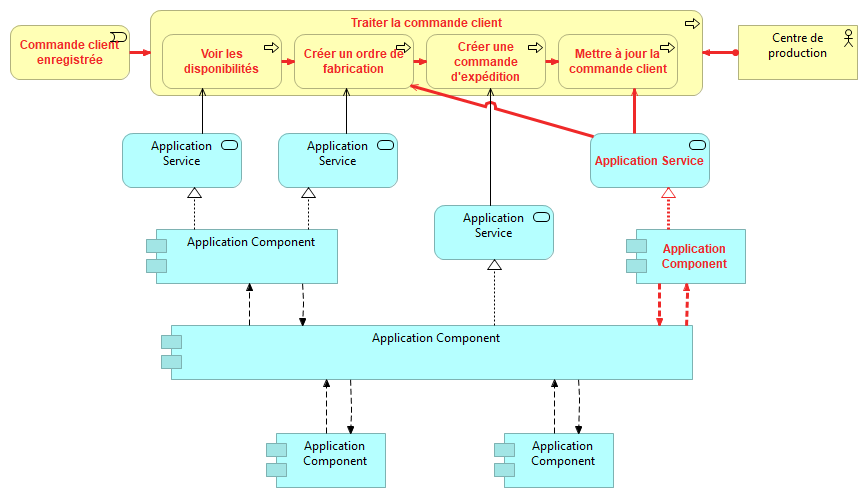 Traiter la commande client
Commande client
enregistrée
Voir les
disponibilités
Créer un ordre de
fabrication
Créer une
commande
d'expédition
Mettre à jour la
commande client
Centre de
production
Application
Service
Application
Service
Application Service
Application
Service
Application Component
Application
Component
Application Component
Application
Component
Application
Component